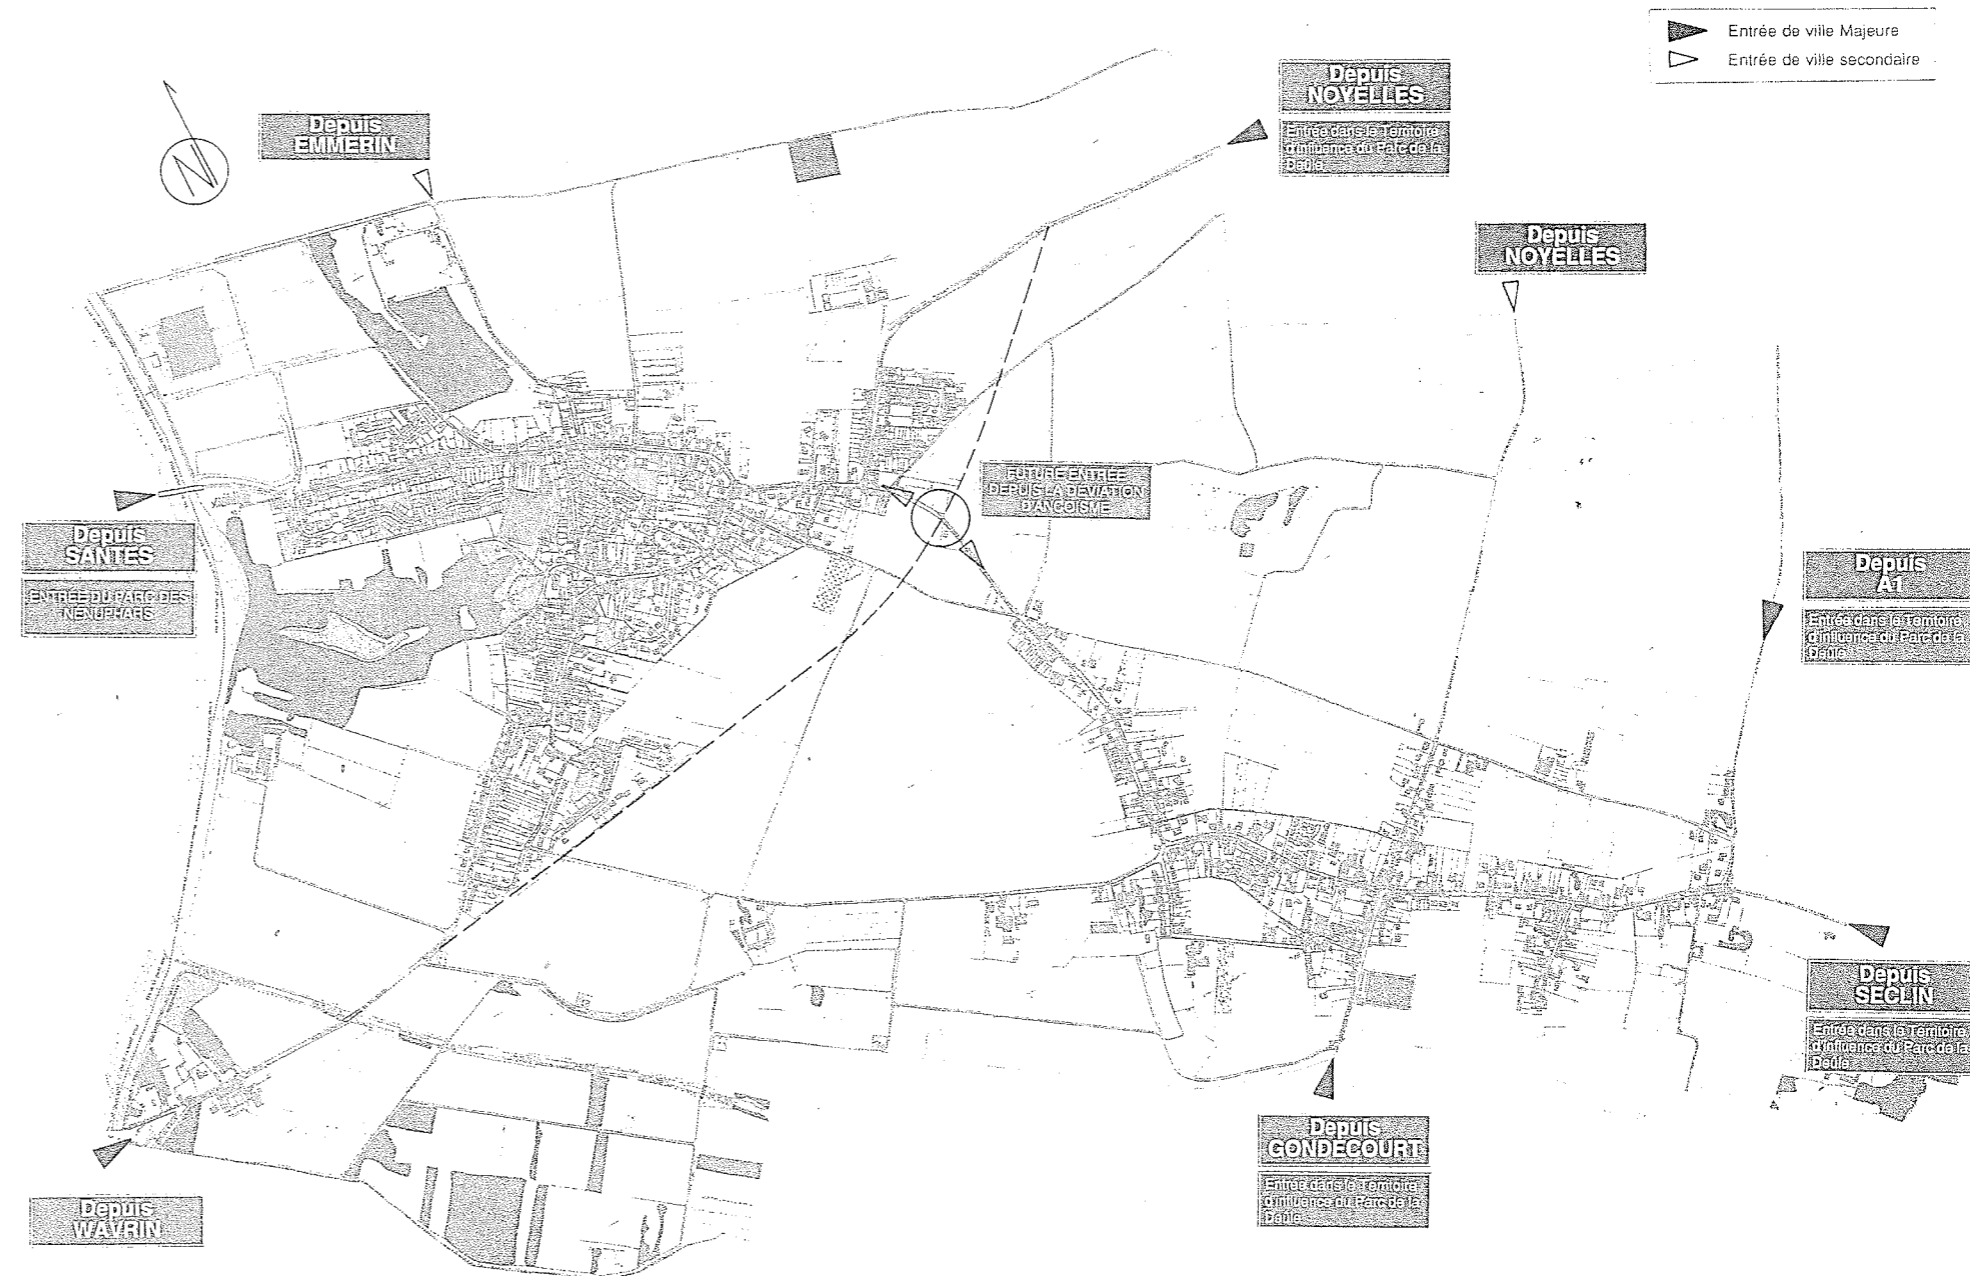 Entrée de ville Majeure
Entrée de ville secondaire
Depuis
NOYELLES
Entrée dans le Territoire
d'influence du Parc de la
Deûle
Depuis
EMMERIN
N
Depuis
NOYELLES
FUTURE ENTREE
DEPUIS LA DÉVIATION
D'ANCOISME
Depuis
SANTES
ENTRÉE DU PARC DES
NENUPHARS
Depuis
A1
Entrée dans le Territoire
d'influence du Parc de la
Deûle
Depuis
SECLIN
Entrée dans le Territoire
d'influence du Parc de la
Deûle
Depuis
GONDECOURT
Entrée dans le Territoire
d'influence du Parc de la
Deûle
Depuis
WAVRIN